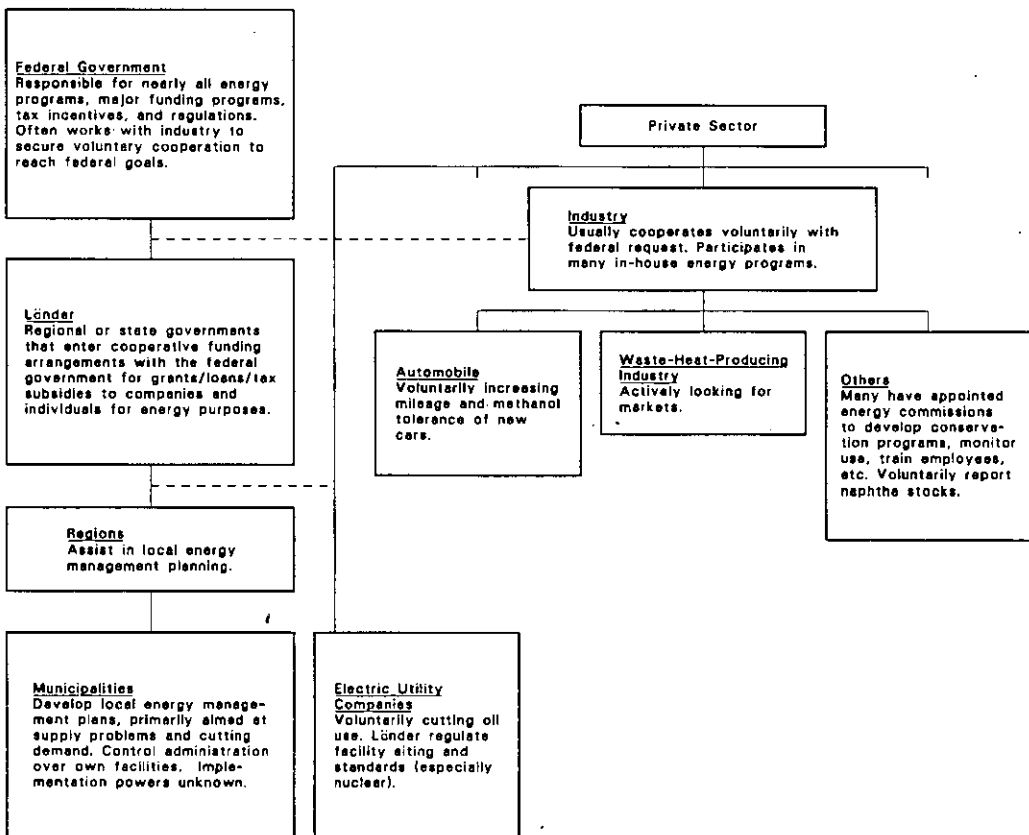 Federal Government
Responsible for nearly all energy
programs, major funding programs,
tax incentives, and regulations.
Often works with industry to
secure voluntary cooperation to
reach federal goals.
Private Sector
Industry
Usually cooperates voluntarily with
federal request. Participates in
many in-house energy programs.
Länder
Regional or state governments
that enter cooperative funding
arrangements with the federal
government for grants/loans/tax
subsidies to companies and
individuals for energy purposes.
Automobile
Voluntarily increasing
mileage and methanol
tolerance of new
cars.
Waste-Heat-Producing
Industry
Actively looking for
markets.
Others
Many have appointed
energy commissions
to develop conserva-
tion programs, monitor
use, train employees,
etc. Voluntarily report
naphtha stocks.
Regions
Assist in local energy
management planning.
Municipalities
Develop local energy manage-
ment plans, primarily aimed at
supply problems and cutting
demand. Control administration
over own facilities. Imple-
mentation powers unknown.
Electric Utility
Companies
Voluntarily cutting oil
use. Länder regulate
facility siting and
standards (especially
nuclear).